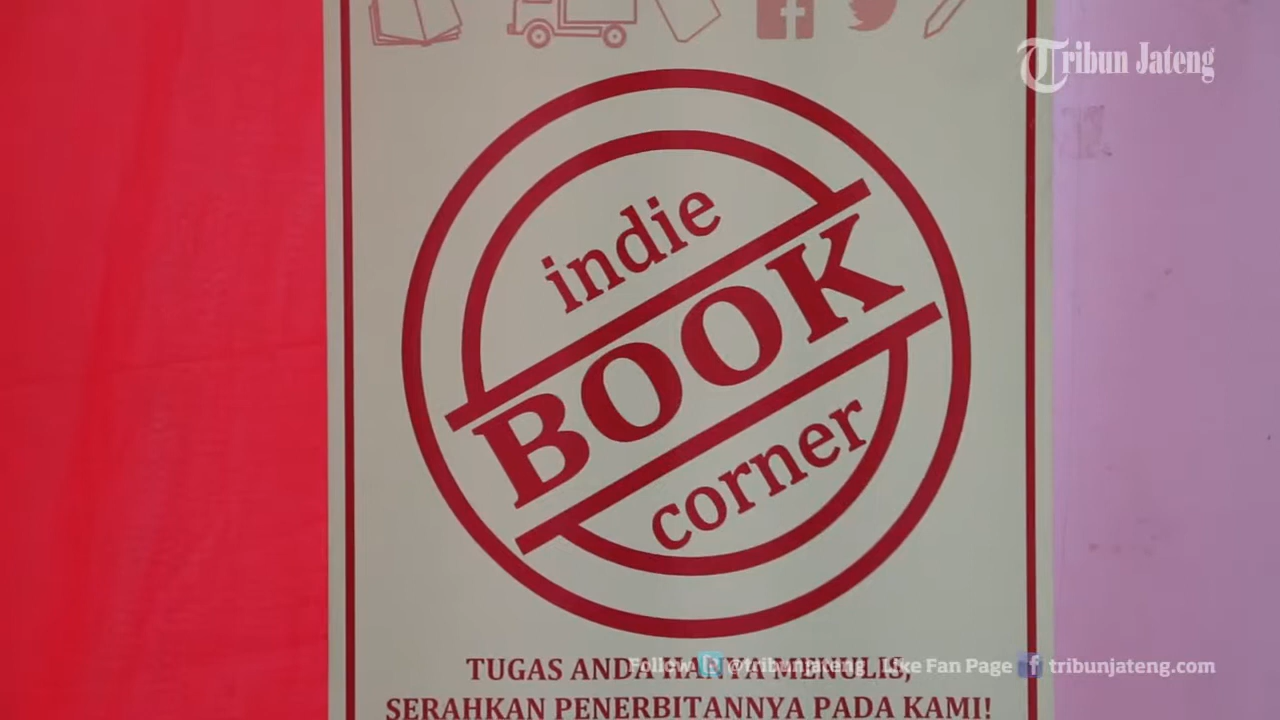 Tribun Jateng
indie
BOOK
corner
TUGAS ANDA HANYA MENULIS,
Follow @tribunjateng Like Fan Page f tribunjateng.com
SERAHKAN PENERBITANNYA PADA KAMI!